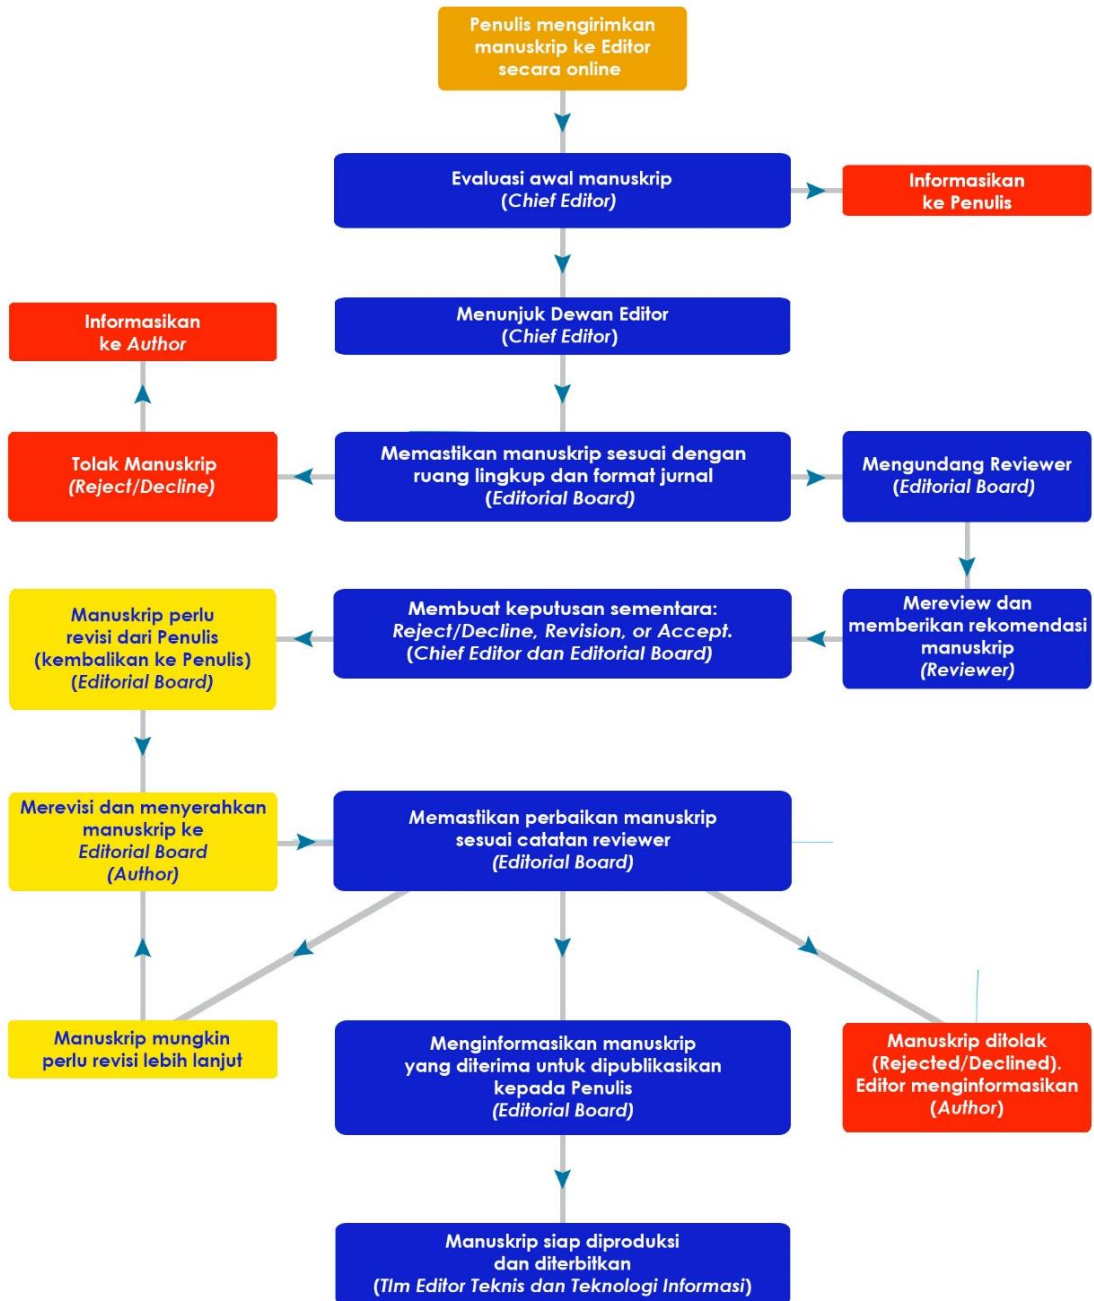 Penulis mengirimkan
manuskrip ke Editor
secara online
Evaluasi awal manuskrip
(Chief Editor)
Informasikan
ke Penulis
Menunjuk Dewan Editor
(Chief Editor)
Informasikan
ke Author
Tolak Manuskrip
(Reject/Decline)
Memastikan manuskrip sesuai dengan
ruang lingkup dan format jurnal
(Editorial Board)
Mengundang Reviewer
(Editorial Board)
Manuskrip perlu
revisi dari Penulis
(kembalikan ke Penulis)
(Editorial Board)
Membuat keputusan sementara:
Reject/Decline, Revision, or Accept.
(Chief Editor dan Editorial Board)
Mereview dan
memberikan rekomendasi
manuskrip
(Reviewer)
Merevisi dan menyerahkan
manuskrip ke
Editorial Board
(Author)
Memastikan perbaikan manuskrip
sesuai catatan reviewer
(Editorial Board)
Manuskrip mungkin
perlu revisi lebih lanjut
Menginformasikan manuskrip
yang diterima untuk dipublikasikan
kepada Penulis
(Editorial Board)
Manuskrip ditolak
(Rejected/Declined).
Editor menginformasikan
(Author)
Manuskrip siap diproduksi
dan diterbitkan
(TIm Editor Teknis dan Teknologi Informasi)